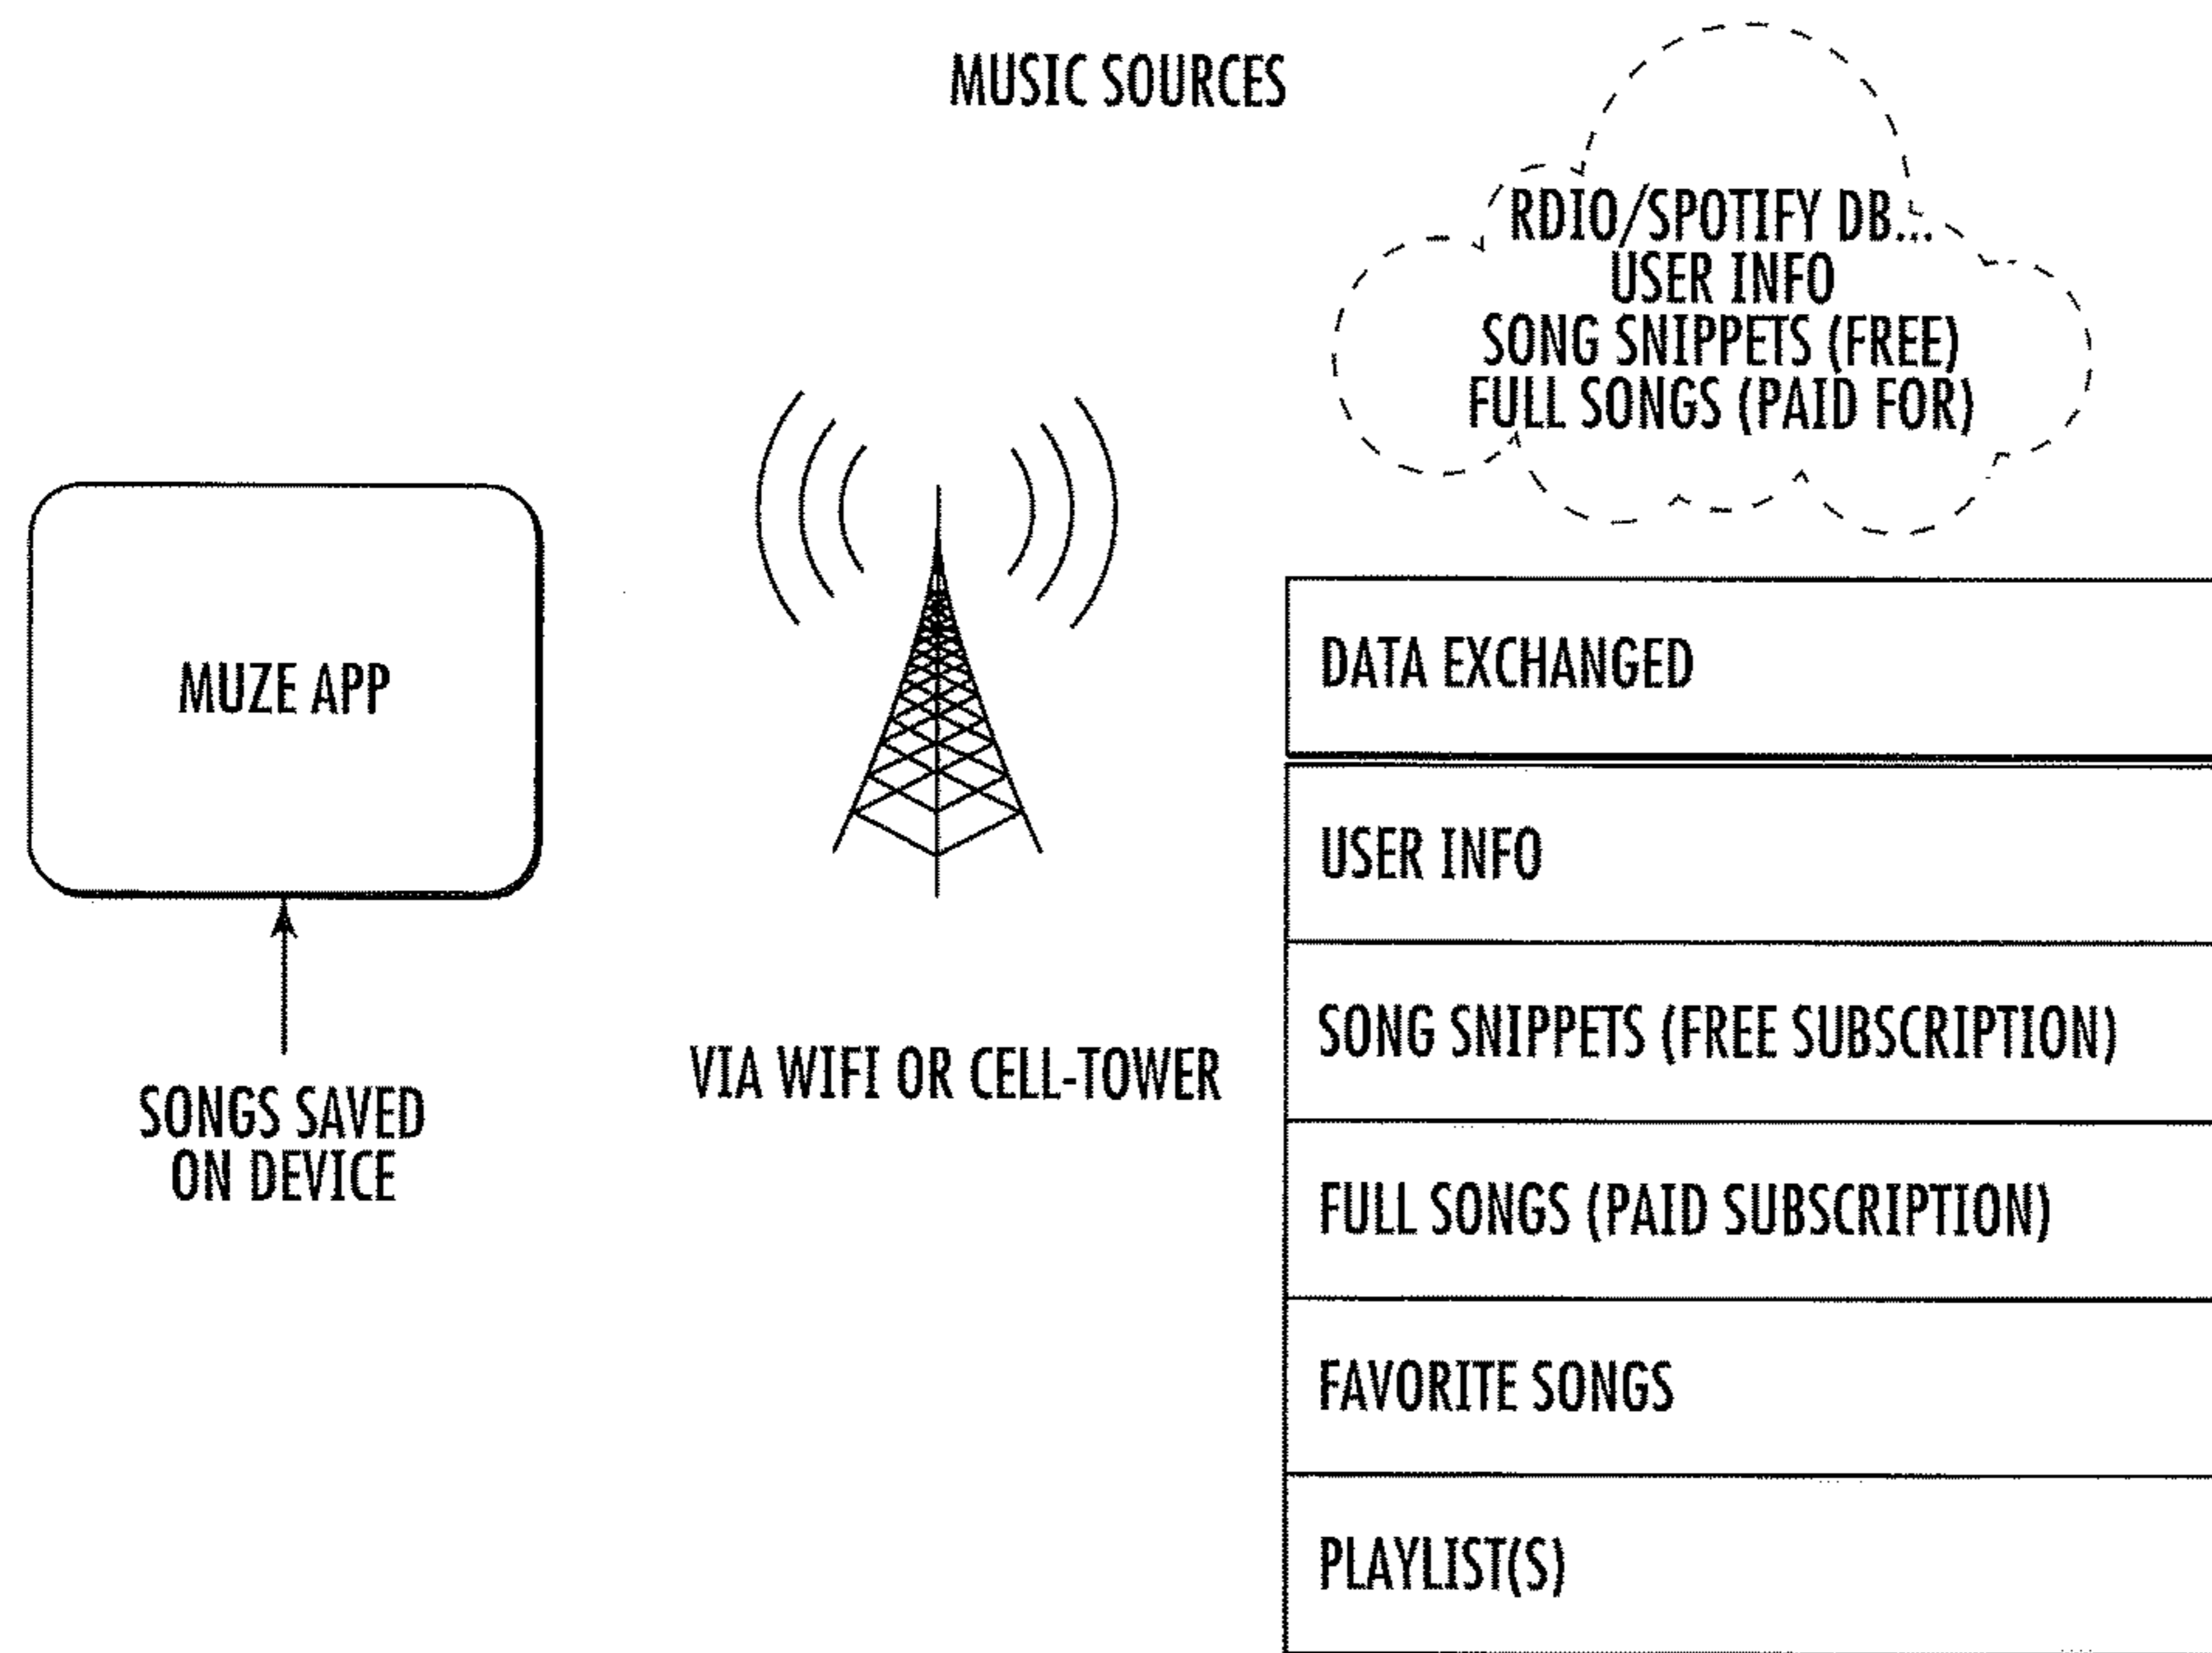 MUSIC SOURCES
RDIO/SPOTIFY DB...
USER INFO
SONG SNIPPETS (FREE)
FULL SONGS (PAID FOR)
MUZE APP
SONGS SAVED
ON DEVICE
VIA WIFI OR CELL-TOWER
DATA EXCHANGED
USER INFO
SONG SNIPPETS (FREE SUBSCRIPTION)
FULL SONGS (PAID SUBSCRIPTION)
FAVORITE SONGS
PLAYLIST(S)